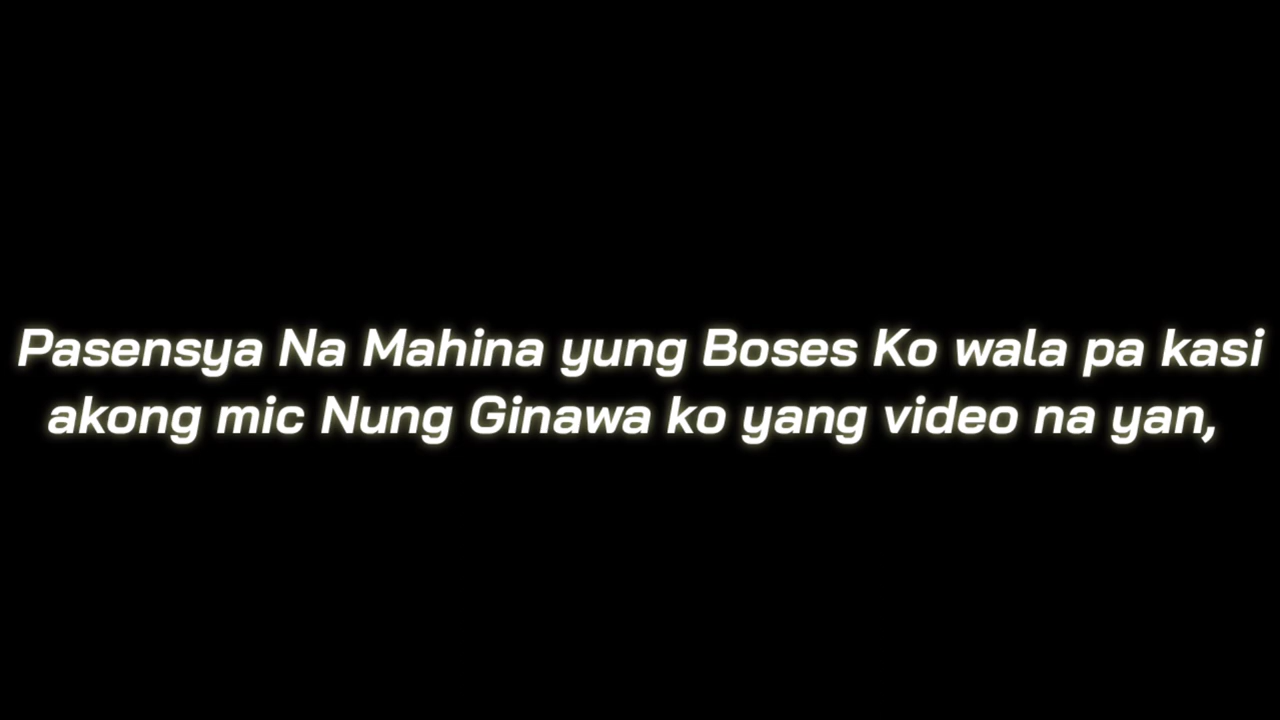 Pasensya Na Mahina yung Boses Ko wala pa kasi
akong mic Nung Ginawa ko yang video na yan,